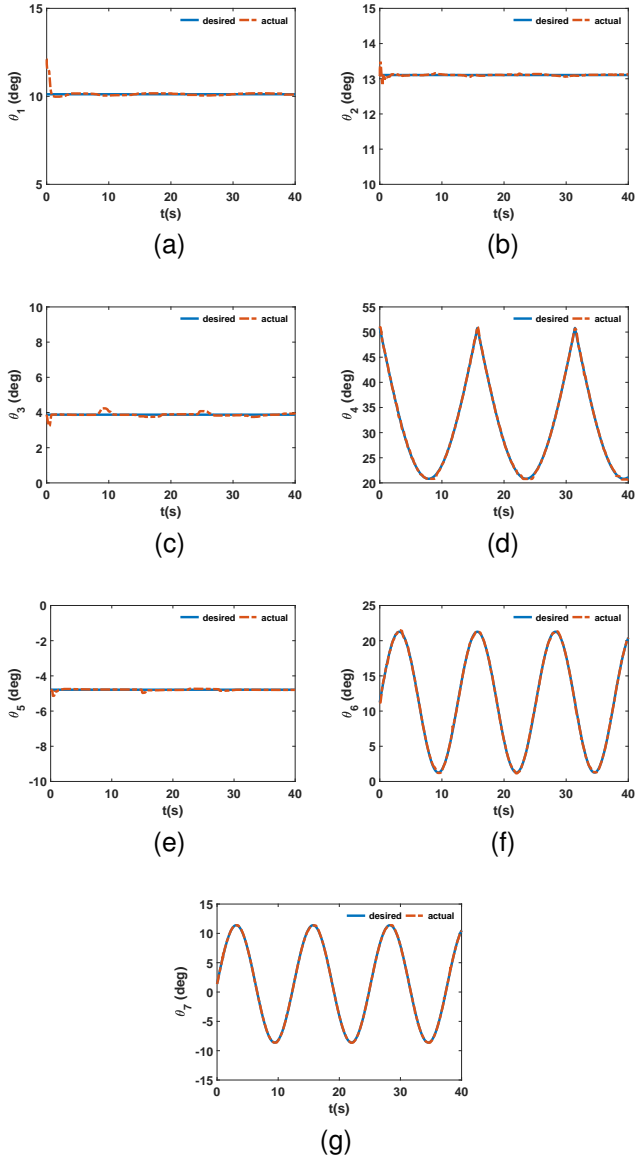 desired actual
15
10
5
θ1 (deg)
0 10 20 30 40
t(s)
(a)
desired actual
15
14
13
12
11
10
θ2 (deg)
0 10 20 30 40
t(s)
(b)
desired actual
10
8
6
4
2
0
θ3 (deg)
0 10 20 30 40
t(s)
(c)
desired actual
55
50
45
40
35
30
25
20
θ4 (deg)
0 10 20 30 40
t(s)
(d)
desired actual
0
-2
-4
-6
-8
-10
θ5 (deg)
0 10 20 30 40
t(s)
(e)
desired actual
25
20
15
10
5
0
θ6 (deg)
0 10 20 30 40
t(s)
(f)
desired actual
15
10
5
0
-5
-10
-15
θ7 (deg)
0 10 20 30 40
t(s)
(g)